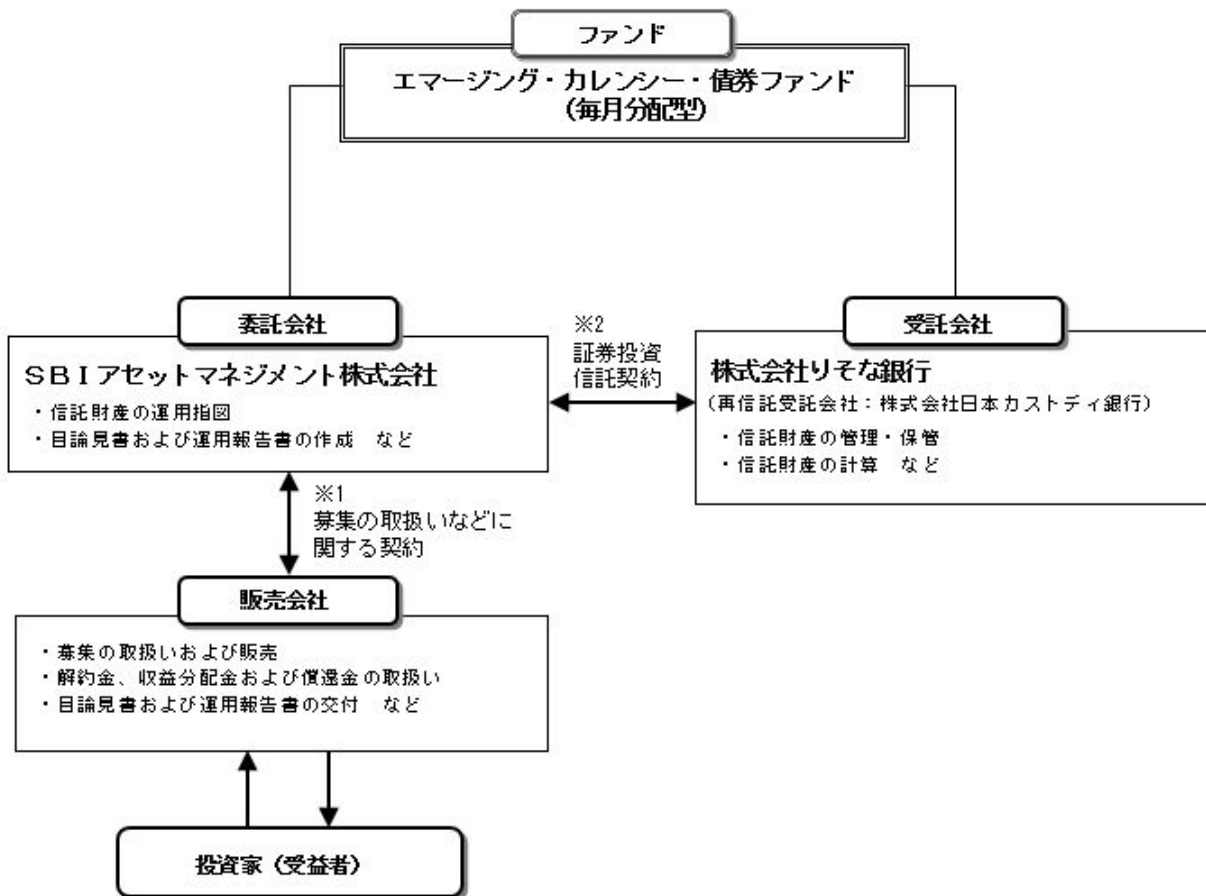 ファンド
エマージング・カレンシー・債券ファンド
(毎月分配型)
委託会社
SBIアセットマネジメント株式会社
・信託財産の運用指図
・目論見書および運用報告書の作成 など
※2
証券投資
信託契約
受託会社
株式会社りそな銀行
(再信託受託会社:株式会社日本カストディ銀行)
・信託財産の管理・保管
・信託財産の計算 など
※1
募集の取扱いなどに
関する契約
販売会社
・募集の取扱いおよび販売
・解約金、収益分配金および償還金の取扱い
・目論見書および運用報告書の交付 など
投資家(受益者)